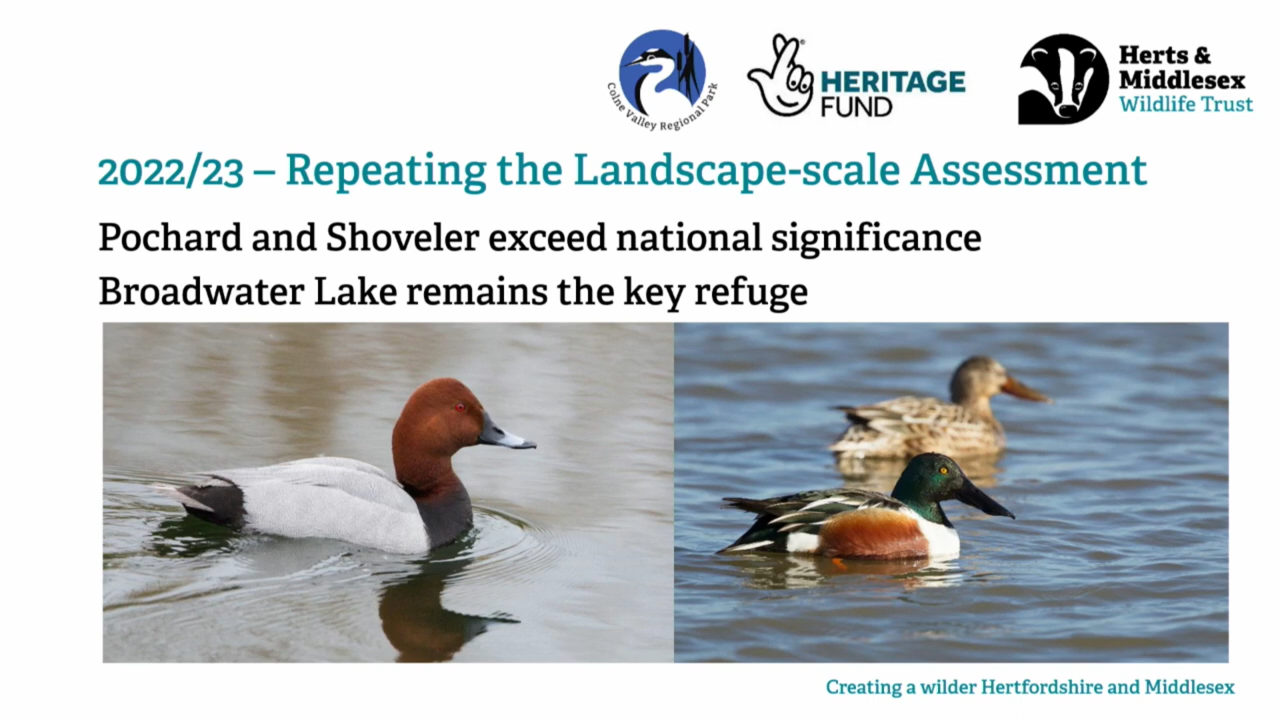 Colne Valley Regional Park
HERITAGE
FUND
Herts &
Middlesex
Wildlife Trust
2022/23 – Repeating the Landscape-scale Assessment
Pochard and Shoveler exceed national significance
Broadwater Lake remains the key refuge
Creating a wilder Hertfordshire and Middlesex